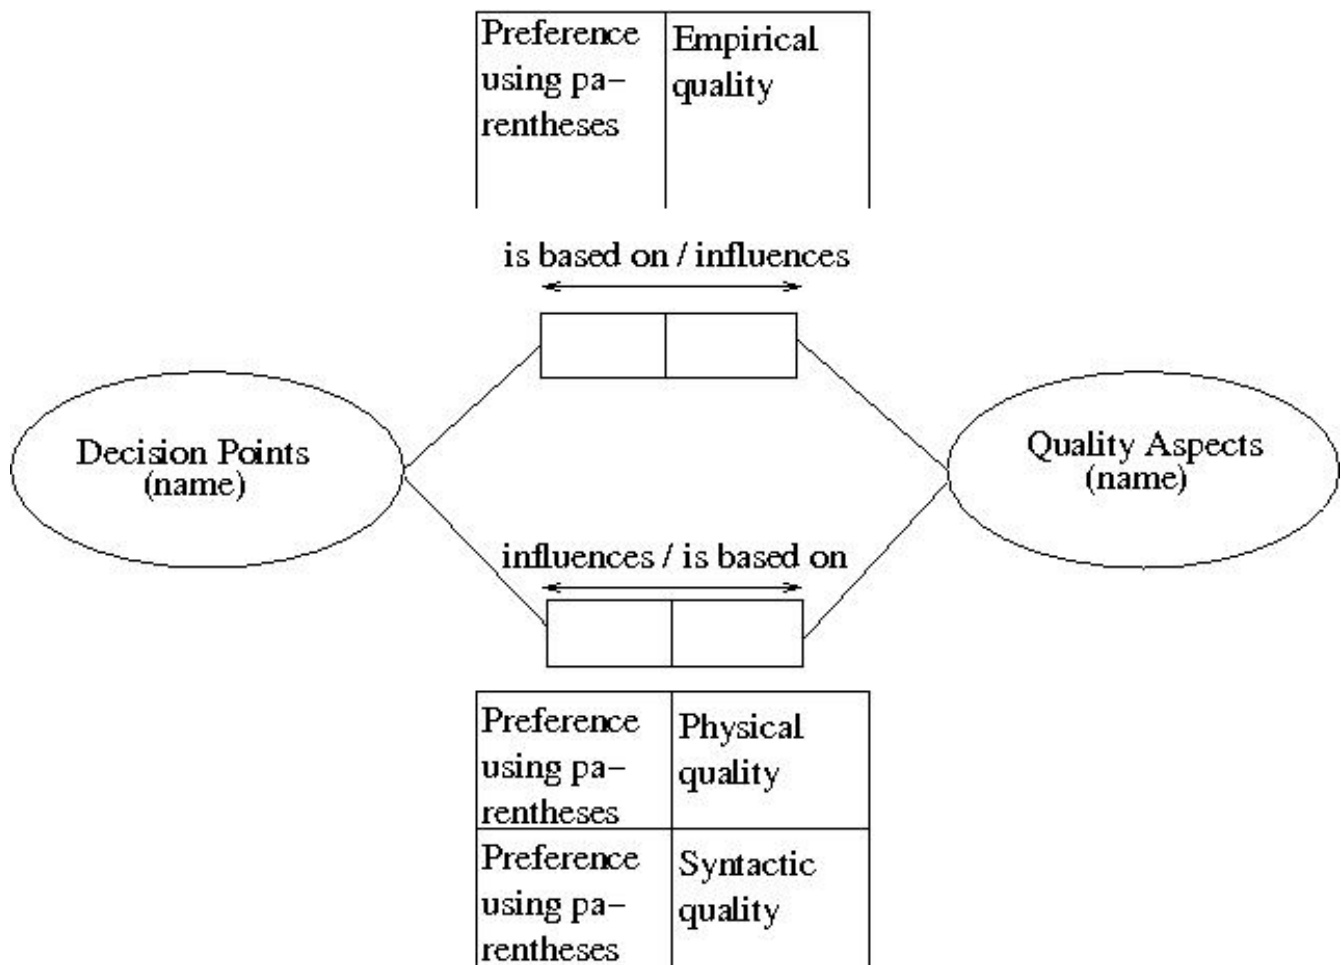 Preference
using pa–
rentheses
Empirical
quality
is based on / influences
Decision Points
(name)
Quality Aspects
(name)
influences / is based on
Preference
using pa–
rentheses
Physical
quality
Preference
using pa–
rentheses
Syntactic
quality